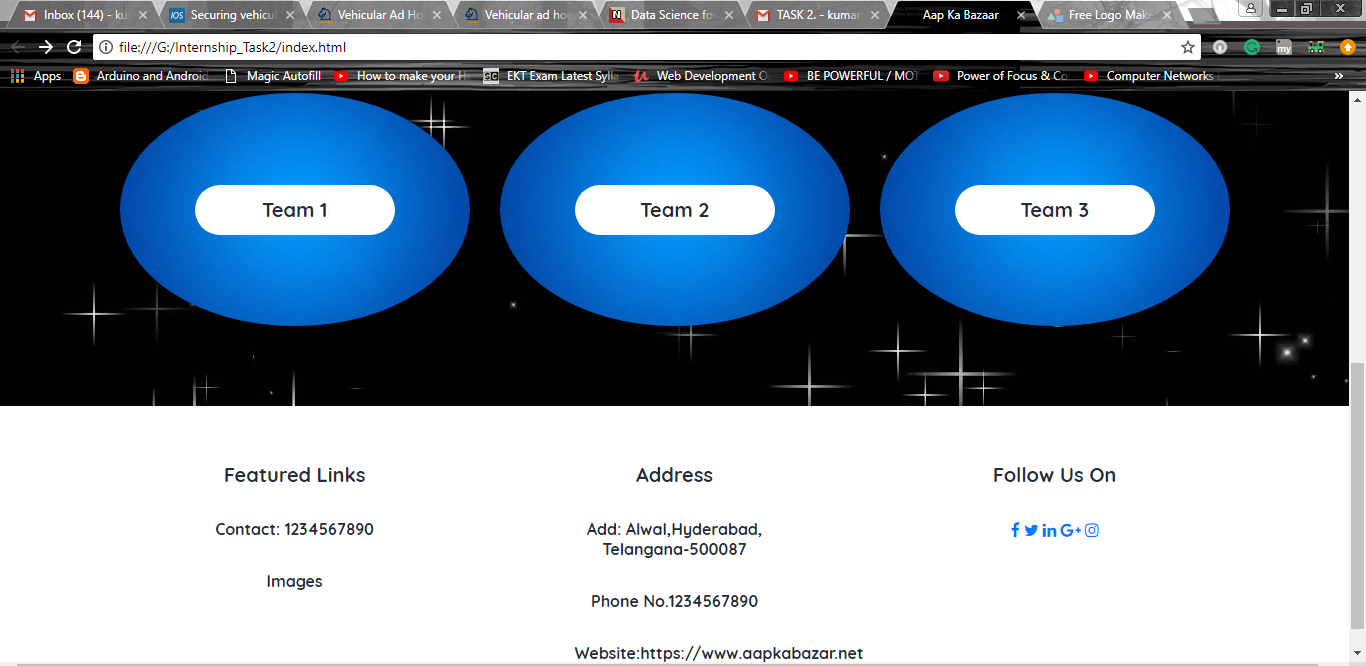 Inbox (144) - ku
Securing vehicu
Vehicular Ad Ho
Vehicular ad ho
Data Science fo
TASK 2. - kumar
Aap Ka Bazaar
Free Logo Make
file:///G:/Internship_Task2/index.html
Apps
Arduino and Android
Magic Autofill
How to make your H
EKT Exam Latest Sylla
Web Development O
BE POWERFUL / MOT
Power of Focus & Co
Computer Networks
»
Team 1
Team 2
Team 3
Featured Links
Contact: 1234567890
Images
Address
Add: Alwal,Hyderabad,
Telangana-500087
Phone No.1234567890
Website:https://www.aapkabazar.net
Follow Us On